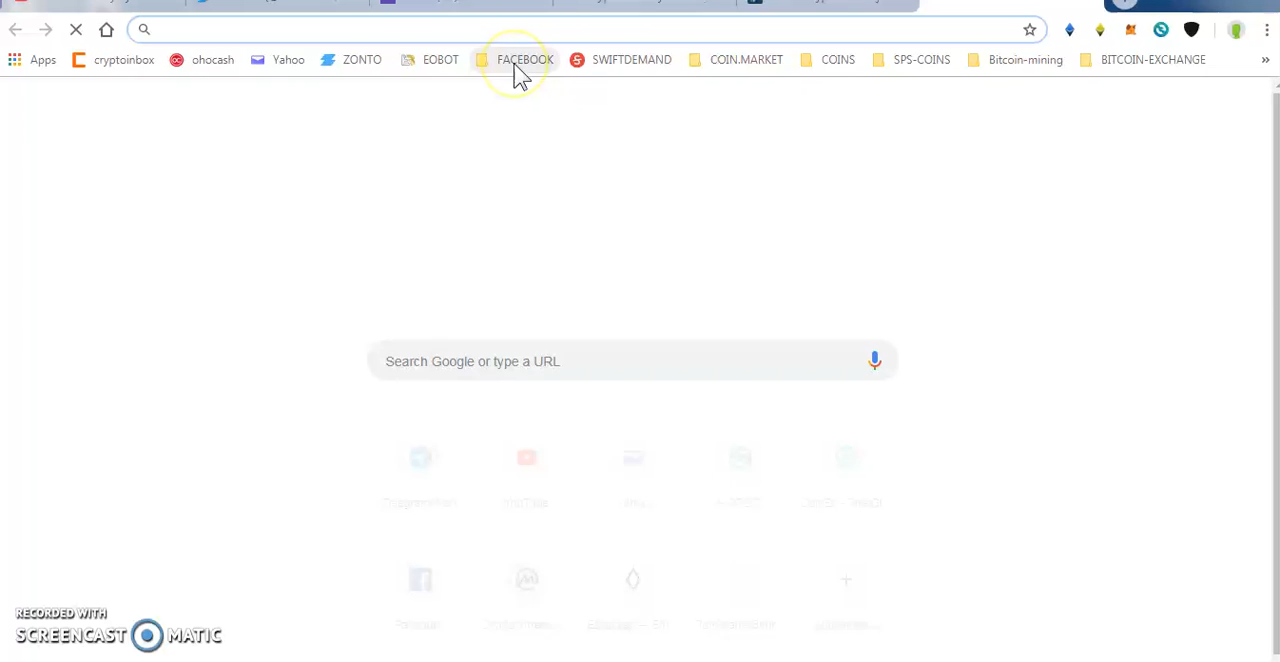 Apps cryptoinbox ohocash Yahoo ZONTO EOBOT FACEBOOK SWIFTDEMAND COIN.MARKET COINS SPS-COINS Bitcoin-mining BITCOIN-EXCHANGE »
Search Google or type a URL
YouTube
RECORDED WITH
SCREENCAST MATIC